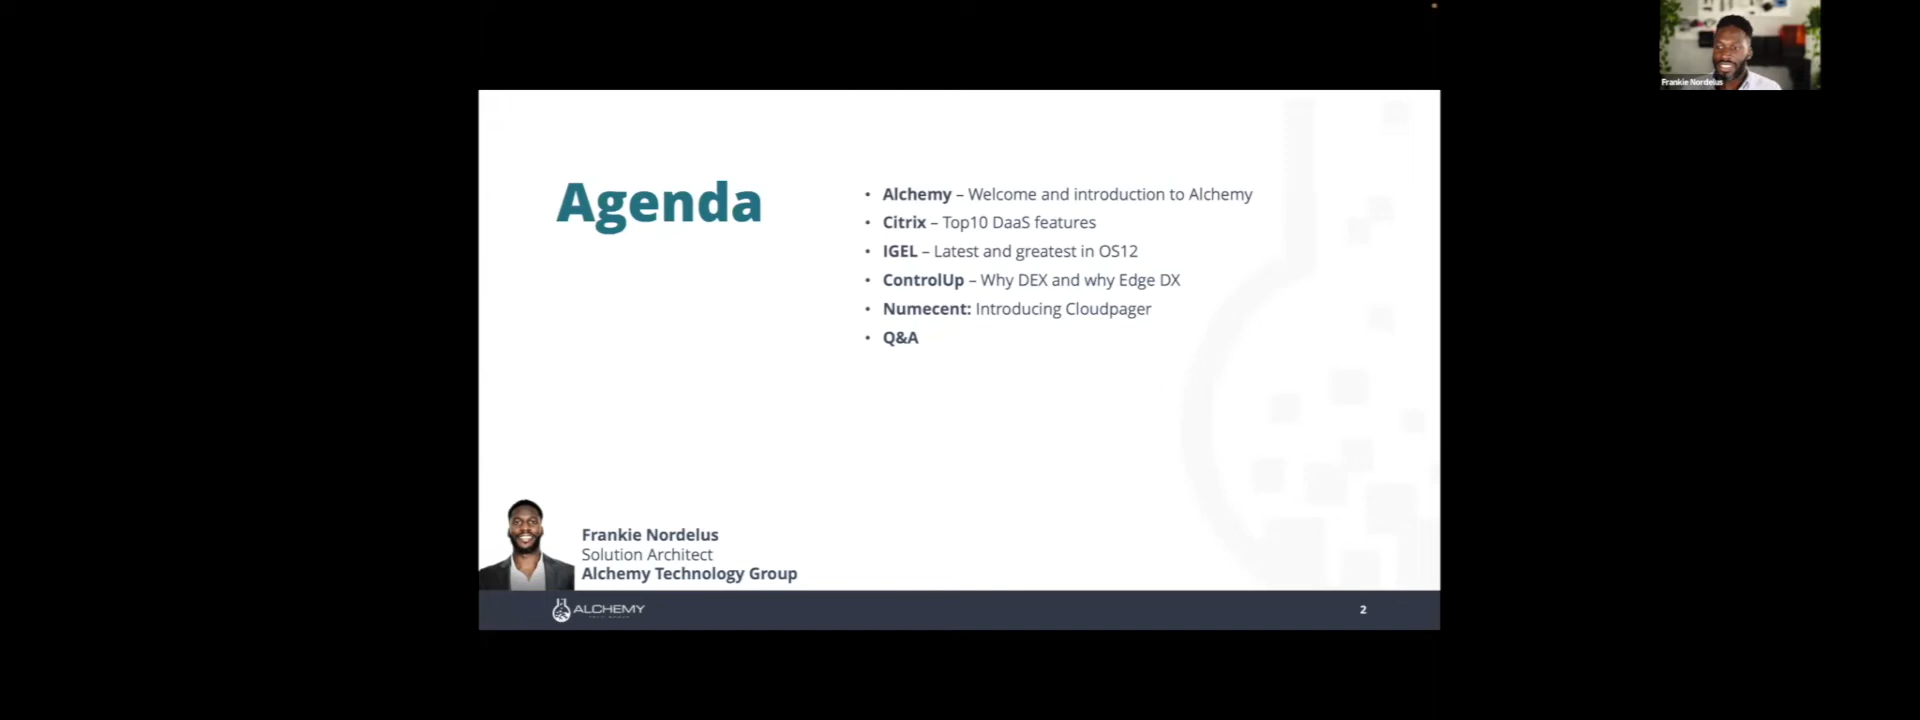 Frankie Nordelus
Agenda
• Alchemy – Welcome and introduction to Alchemy
• Citrix – Top10 DaaS features
• IGEL – Latest and greatest in OS12
• ControlUp – Why DEX and why Edge DX
• Numecent: Introducing Cloudpager
• Q&A
Frankie Nordelus
Solution Architect
Alchemy Technology Group
ALCHEMY
2